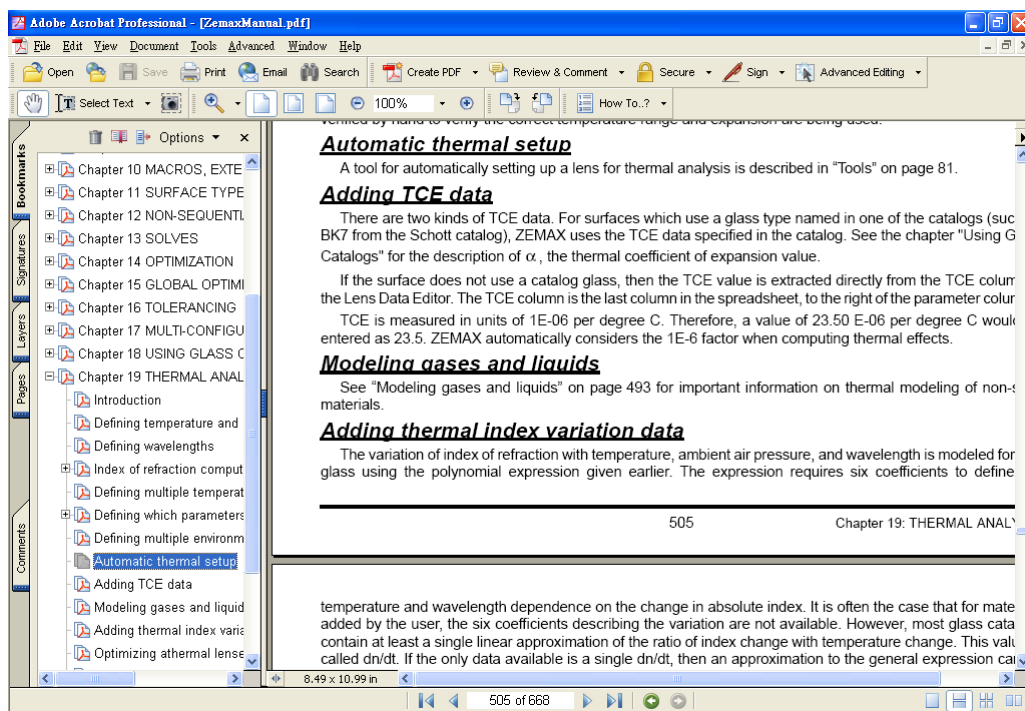 Adobe Acrobat Professional - [ZemaxManual.pdf]
File Edit View Document Tools Advanced Window Help
Open Save Print Email Search Create PDF Review & Comment Secure Sign Advanced Editing
Select Text 100% How To..?
Options
Bookmarks
Signatures
Layers
Pages
Comments
Chapter 10 MACROS, EXTE
Chapter 11 SURFACE TYPE
Chapter 12 NON-SEQUENTI
Chapter 13 SOLVES
Chapter 14 OPTIMIZATION
Chapter 15 GLOBAL OPTIMI
Chapter 16 TOLERANCING
Chapter 17 MULTI-CONFIGU
Chapter 18 USING GLASS C
Chapter 19 THERMAL ANAL
Introduction
Defining temperature and
Defining wavelengths
Index of refraction comput
Defining multiple temperat
Defining which parameters
Defining multiple environm
Automatic thermal setup
Adding TCE data
Modeling gases and liquid
Adding thermal index varia
Optimizing athermal lense
verified by hand to verify the correct temperature range and expansion are being used.
Automatic thermal setup
A tool for automatically setting up a lens for thermal analysis is described in “Tools” on page 81.
Adding TCE data
There are two kinds of TCE data. For surfaces which use a glass type named in one of the catalogs (suc
BK7 from the Schott catalog), ZEMAX uses the TCE data specified in the catalog. See the chapter "Using G
Catalogs" for the description of α, the thermal coefficient of expansion value.
If the surface does not use a catalog glass, then the TCE value is extracted directly from the TCE colum
the Lens Data Editor. The TCE column is the last column in the spreadsheet, to the right of the parameter colur
TCE is measured in units of 1E-06 per degree C. Therefore, a value of 23.50 E-06 per degree C woul
entered as 23.5. ZEMAX automatically considers the 1E-6 factor when computing thermal effects.
Modeling gases and liquids
See “Modeling gases and liquids” on page 493 for important information on thermal modeling of non-s
materials.
Adding thermal index variation data
The variation of index of refraction with temperature, ambient air pressure, and wavelength is modeled for
glass using the polynomial expression given earlier. The expression requires six coefficients to define
505 Chapter 19: THERMAL ANALY
temperature and wavelength dependence on the change in absolute index. It is often the case that for mate
added by the user, the six coefficients describing the variation are not available. However, most glass cata
contain at least a single linear approximation of the ratio of index change with temperature change. This valu
called dn/dt. If the only data available is a single dn/dt, then an approximation to the general expression ca
8.49 x 10.99 in
505 of 668